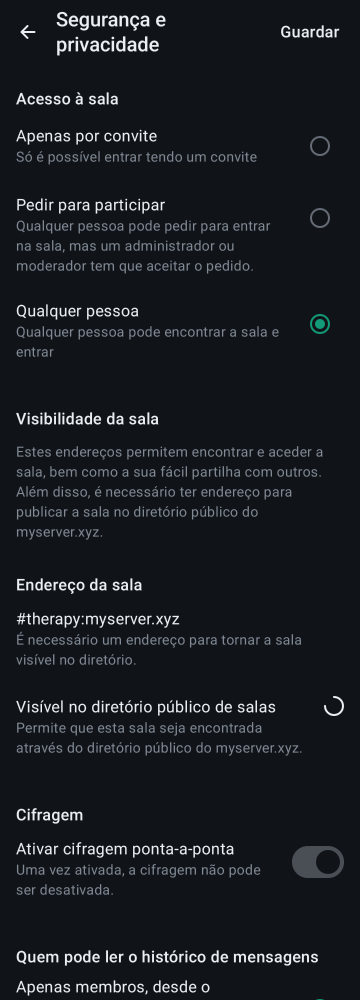 Segurança e
privacidade
Guardar
Acesso à sala
Apenas por convite
Só é possível entrar tendo um convite
Pedir para participar
Qualquer pessoa pode pedir para entrar
na sala, mas um administrador ou
moderador tem que aceitar o pedido.
Qualquer pessoa
Qualquer pessoa pode encontrar a sala e
entrar
Visibilidade da sala
Estes endereços permitem encontrar e aceder a
sala, bem como a sua fácil partilha com outros.
Além disso, é necessário ter endereço para
publicar a sala no diretório público do
myserver.xyz.
Endereço da sala
#therapy:myserver.xyz
É necessário um endereço para tornar a sala
visível no diretório.
Visível no diretório público de salas
Permite que esta sala seja encontrada
através do diretório público do myserver.xyz.
Cifragem
Ativar cifragem ponta-a-ponta
Uma vez ativada, a cifragem não pode
ser desativada.
Quem pode ler o histórico de mensagens
Apenas membros, desde o